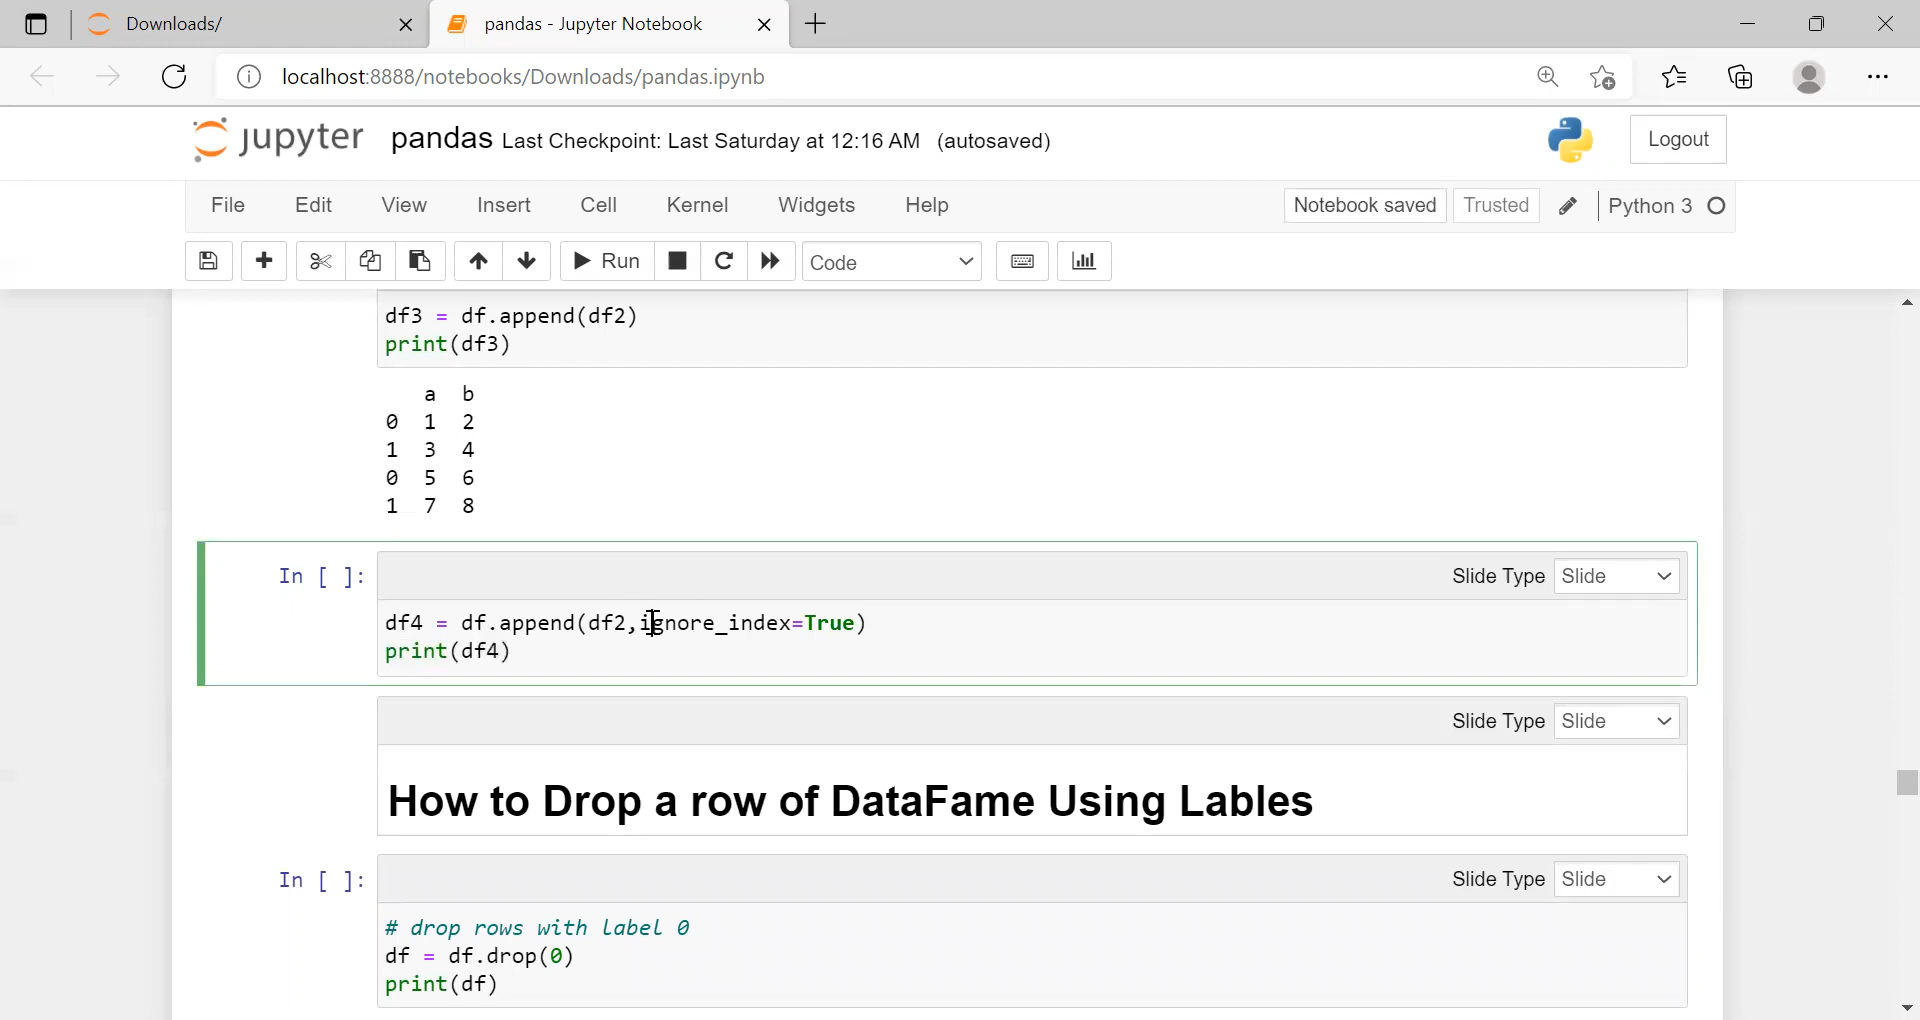 Downloads/
pandas - Jupyter Notebook
localhost:8888/notebooks/Downloads/pandas.ipynb
jupyter pandas Last Checkpoint: Last Saturday at 12:16 AM (autosaved)
Logout
File Edit View Insert Cell Kernel Widgets Help
Notebook saved Trusted Python 3
Run Code
df3 = df.append(df2)
print(df3)
a b
0 1 2
1 3 4
0 5 6
1 7 8
In [ ]:
Slide Type Slide
df4 = df.append(df2,ignore_index=True)
print(df4)
Slide Type Slide
How to Drop a row of DataFame Using Lables
In [ ]:
Slide Type Slide
# drop rows with label 0
df = df.drop(0)
print(df)